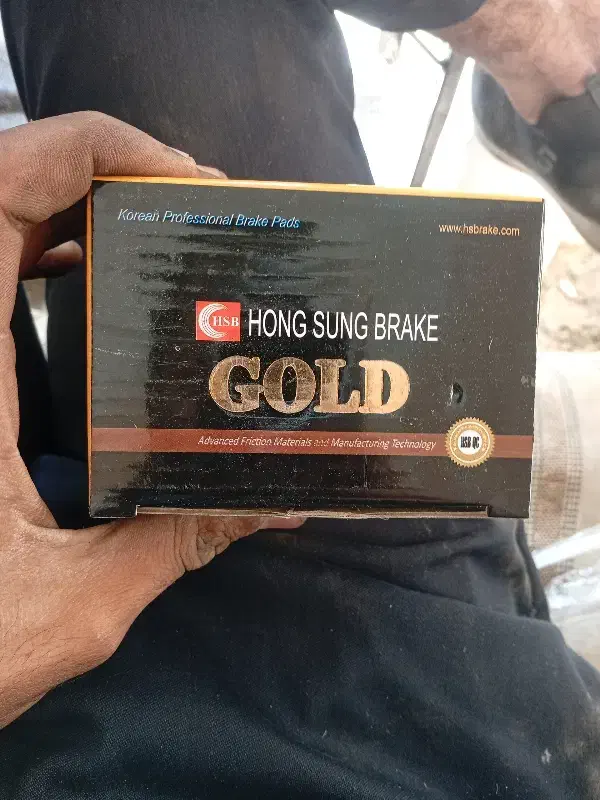 Korean Professional Brake Pads
www.hsbrake.com
HSB HONG SUNG BRAKE
GOLD
Advanced Friction Materials and Manufacturing Technology
HSB QC